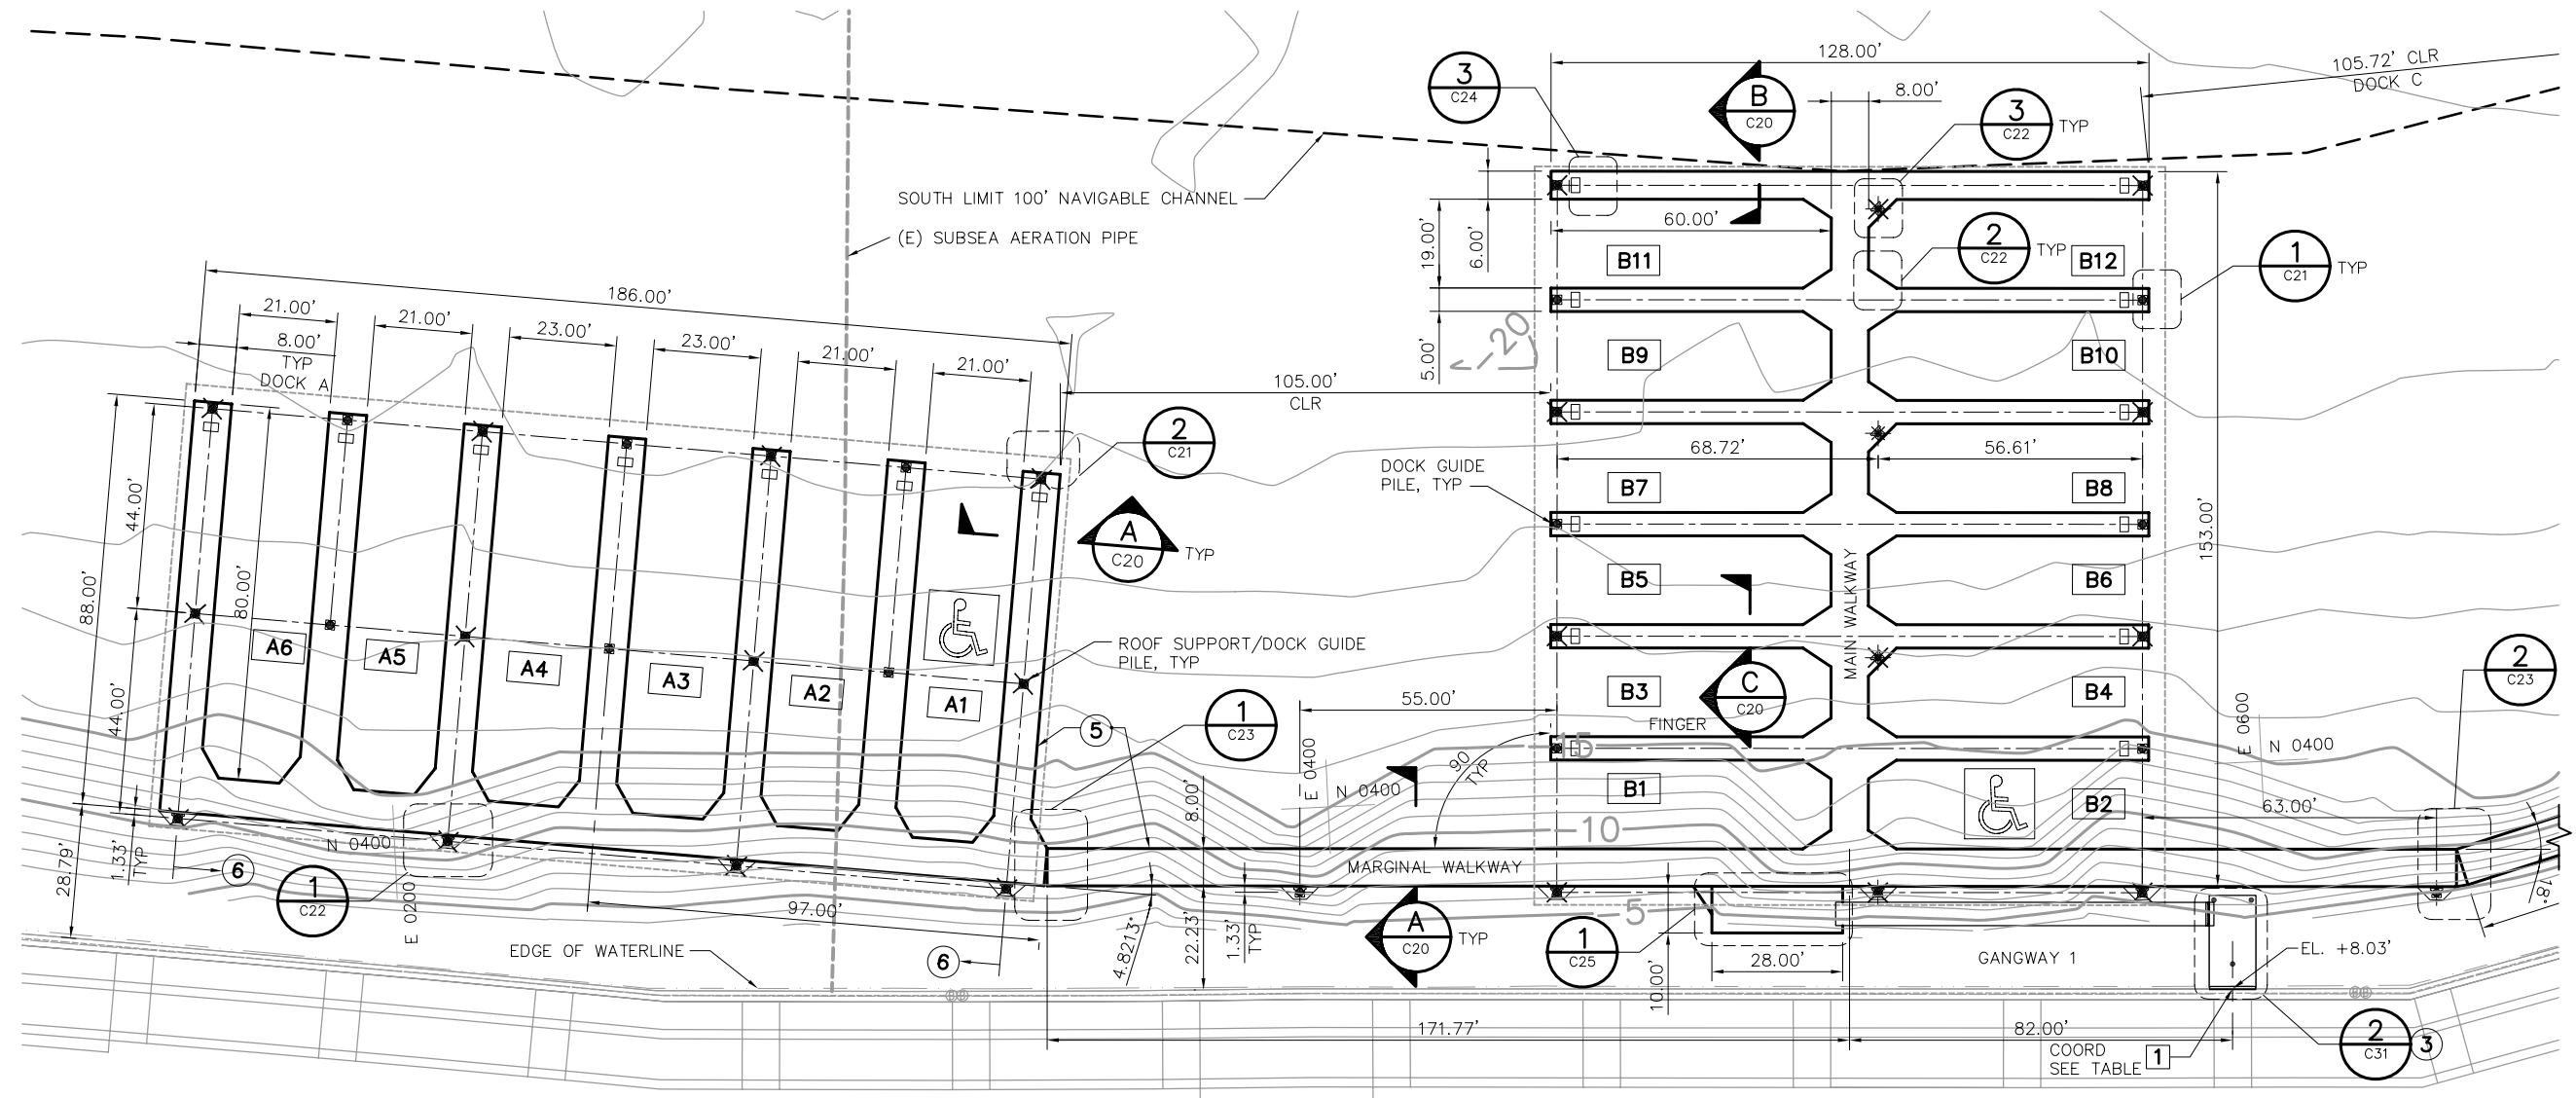 128.00'
105.72' CLR
DOCK C
3
C24
B
C20
8.00'
3
C22
TYP
SOUTH LIMIT 100' NAVIGABLE CHANNEL
(E) SUBSEA AERATION PIPE
60.00'
19.00'
6.00'
2
C22
TYP
B11
B12
1
C21
TYP
186.00'
21.00'
21.00'
23.00'
23.00'
21.00'
21.00'
8.00'
TYP
DOCK A
-20
5.00'
B9
B10
105.00'
CLR
2
C21
68.72'
56.61'
DOCK GUIDE
PILE, TYP
B7
B8
44.00'
88.00'
80.00'
A
C20
TYP
MAIN WALKWAY
153.00'
B5
B6
ROOF SUPPORT/DOCK GUIDE
PILE, TYP
A6
A5
A4
A3
A2
A1
44.00'
55.00'
B3
C
C20
B4
2
C23
FINGER
5
1
C23
E 0600
N 0400
-15
90
TYP
E 0400
N 0400
B1
B2
63.00'
8.00'
-10
28.79'
1.33'
TYP
N 0400
MARGINAL WALKWAY
6
1
C22
E 0200
97.00'
4.8213°
22.23'
1.33'
TYP
-5
18°
A
C20
TYP
1
C25
10.00'
28.00'
GANGWAY 1
EL. +8.03'
EDGE OF WATERLINE
6
171.77'
82.00'
COORD
SEE TABLE
1
2
C31
3